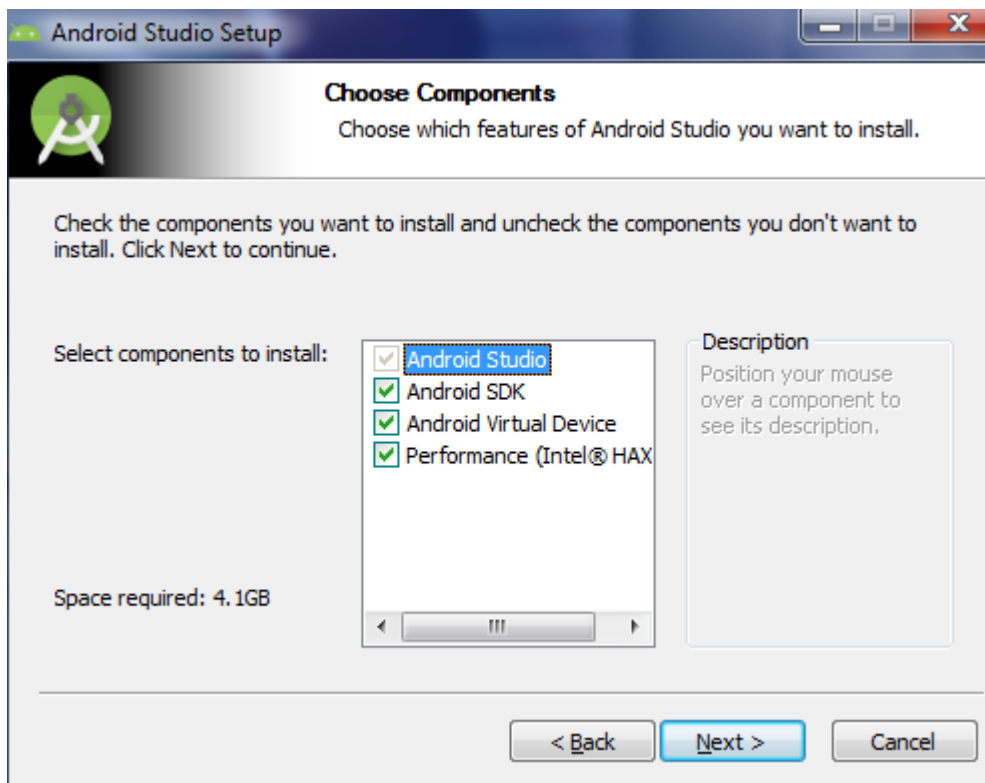 Android Studio Setup
Choose Components
Choose which features of Android Studio you want to install.
Check the components you want to install and uncheck the components you don't want to
install. Click Next to continue.
Select components to install:
Android Studio
Android SDK
Android Virtual Device
Performance (Intel® HAX
Description
Position your mouse
over a component to
see its description.
Space required: 4.1GB
< Back
Next >
Cancel